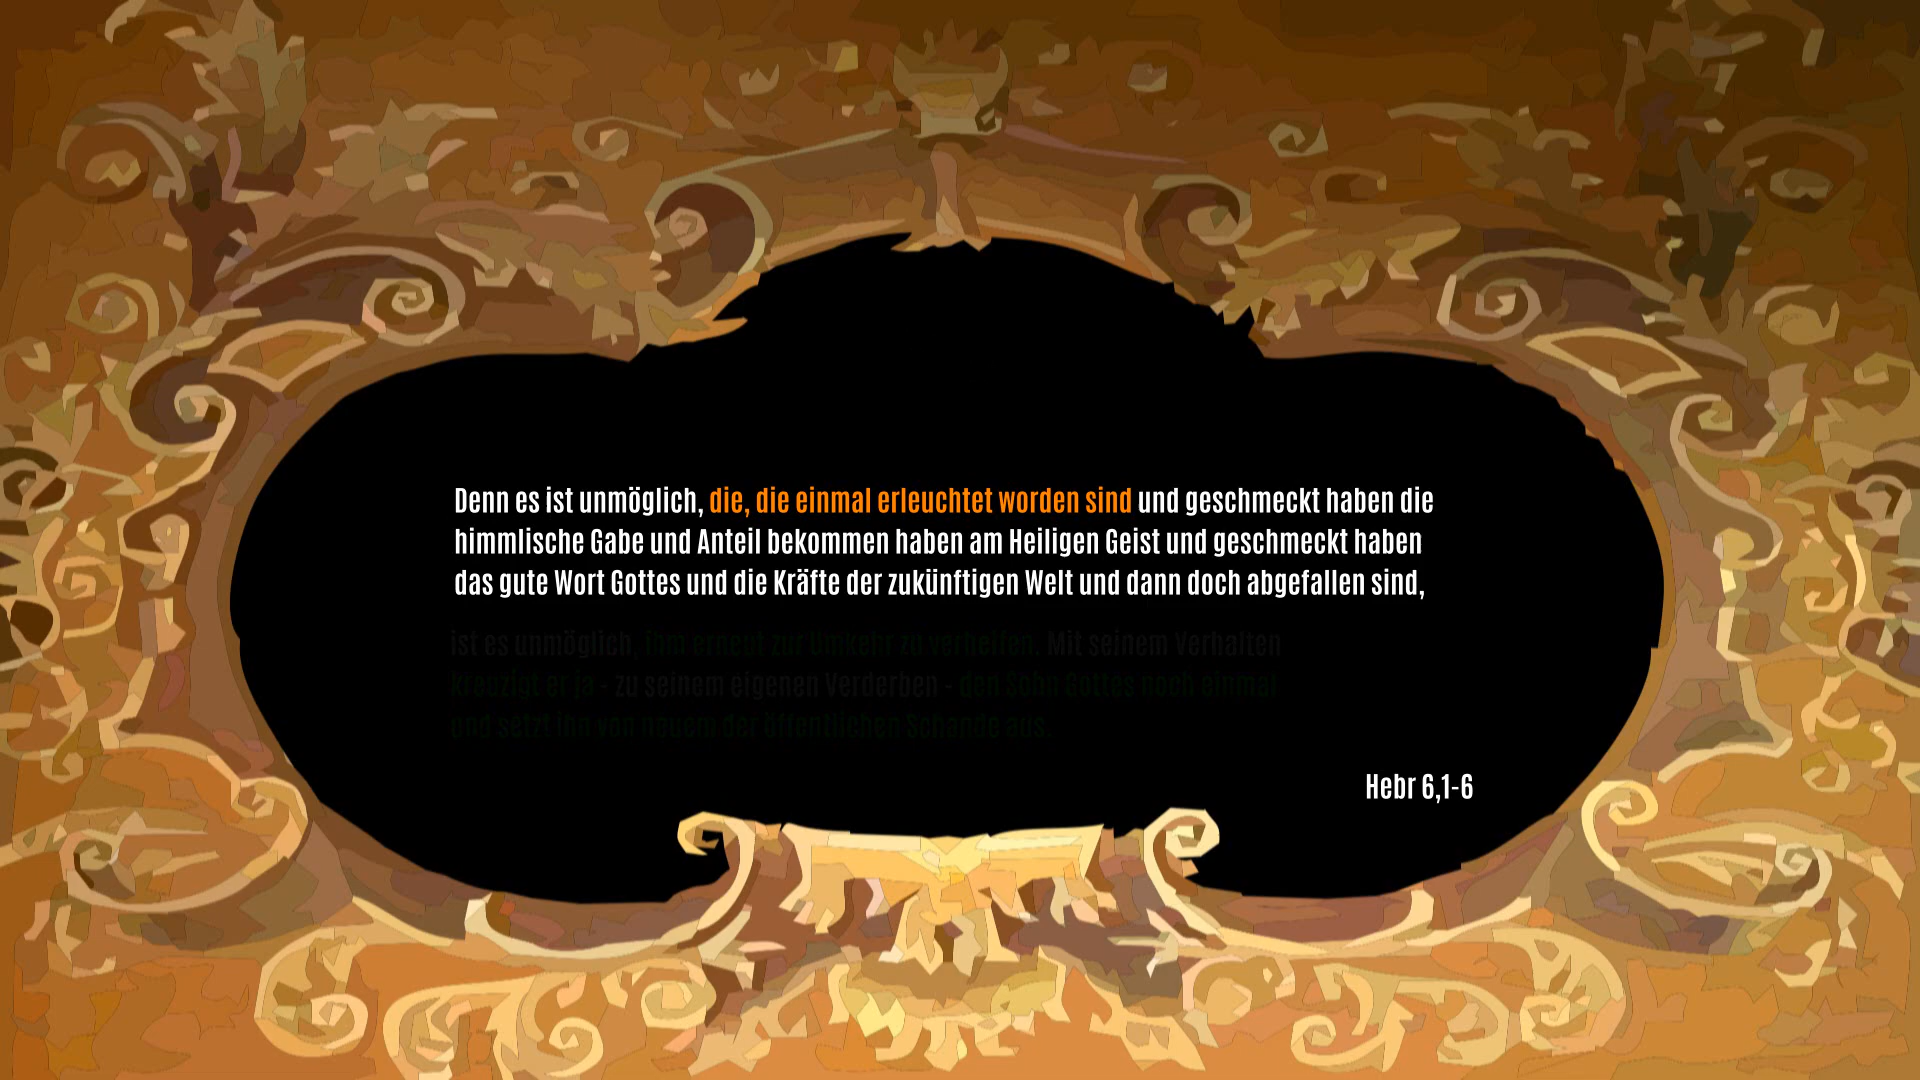 Denn es ist unmöglich, die, die einmal erleuchtet worden sind und geschmeckt haben die
himmlische Gabe und Anteil bekommen haben am Heiligen Geist und geschmeckt haben
das gute Wort Gottes und die Kräfte der zukünftigen Welt und dann doch abgefallen sind,
ist es unmöglich, ihm erneut zur Umkehr zu verhelfen. Mit seinem Verhalten
kreuzigt er ja - zu seinem eigenen Verderben - den Sohn Gottes noch einmal
und setzt ihn von neuem der öffentlichen Schande aus.
Hebr 6,1-6